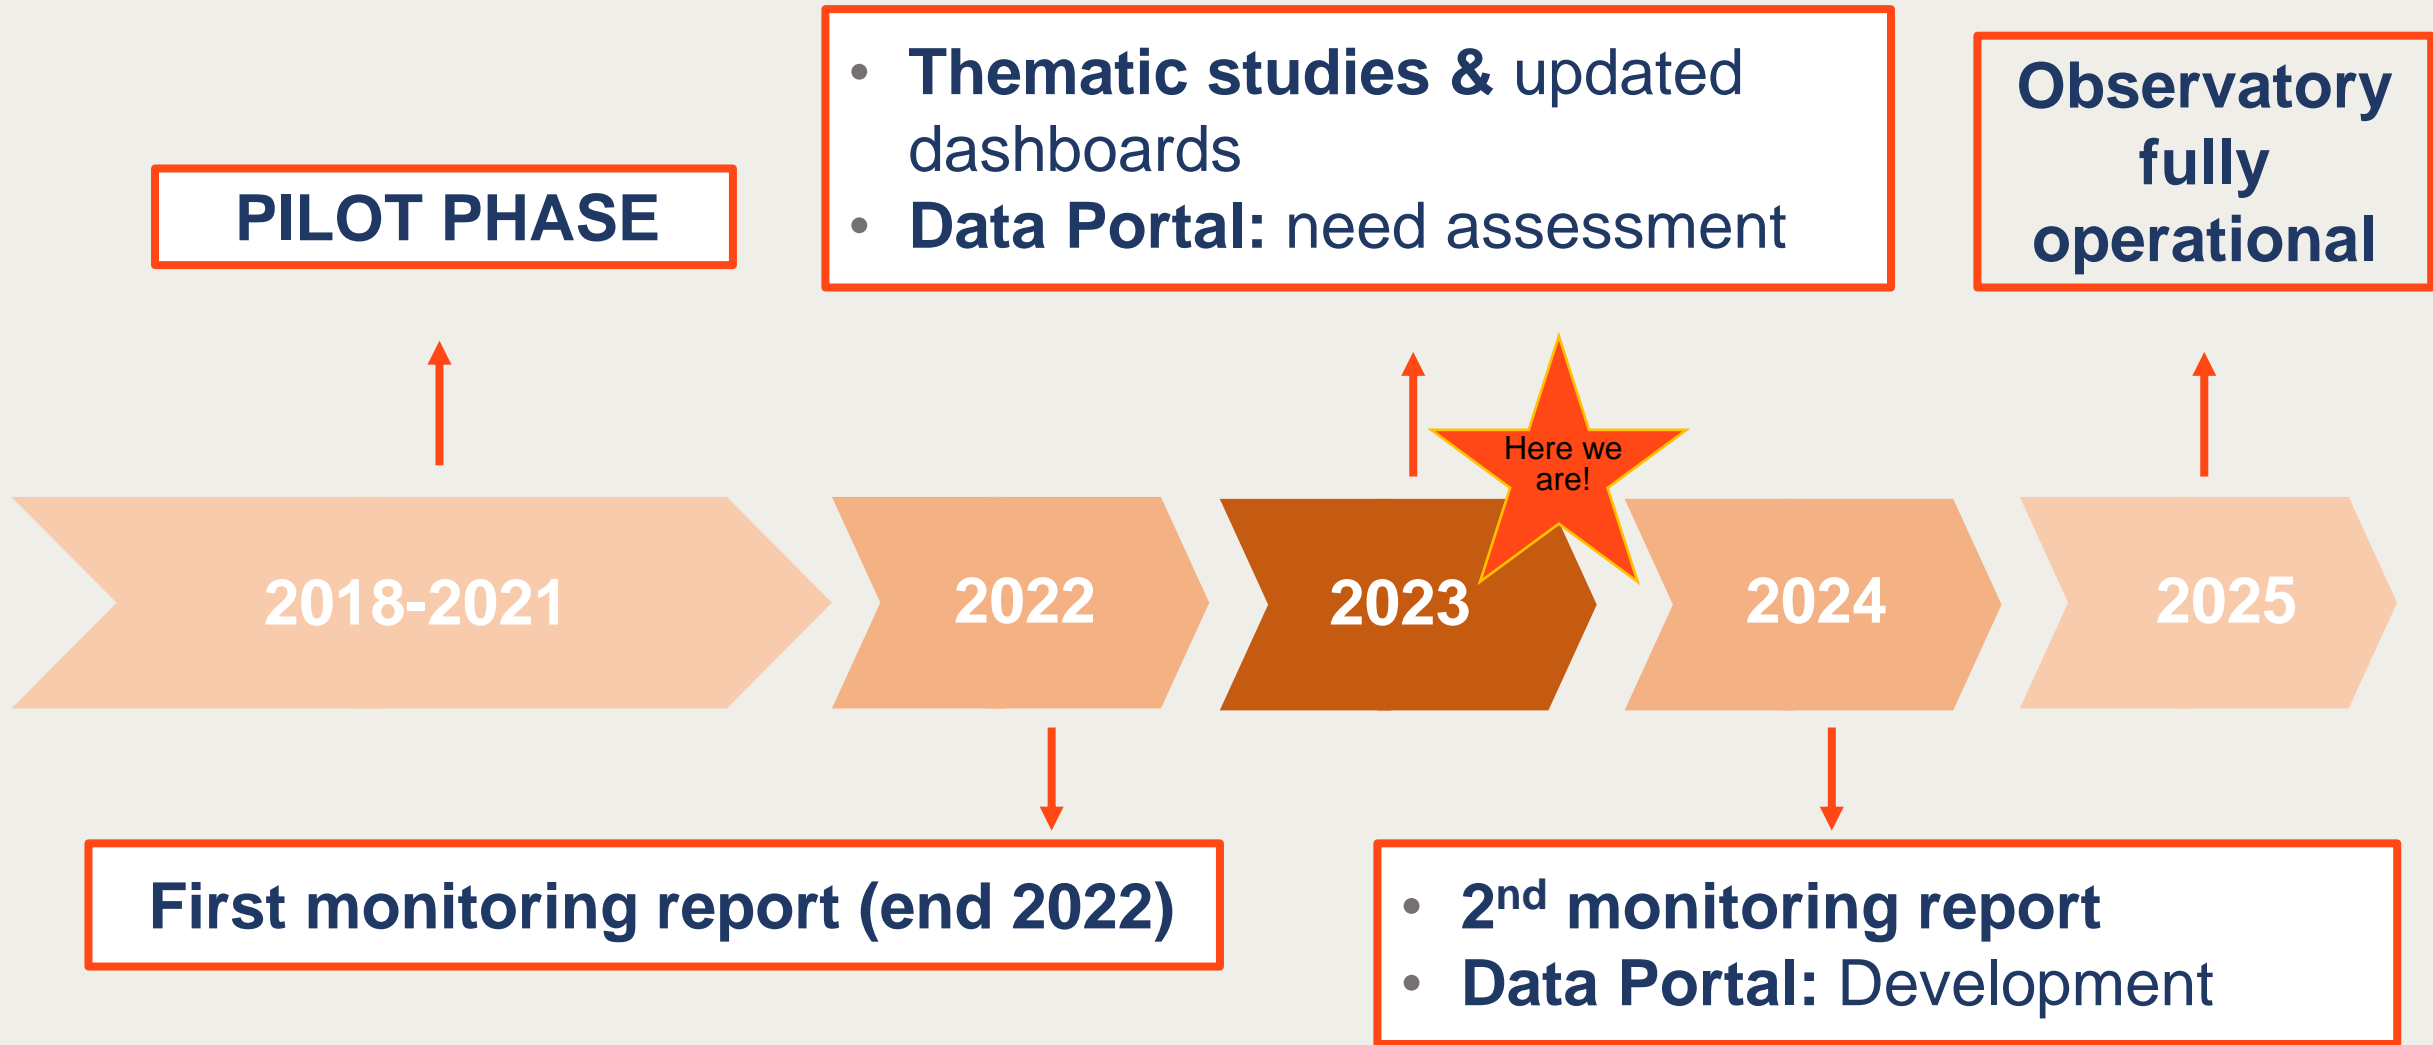 PILOT PHASE
• Thematic studies & updated
dashboards
• Data Portal: need assessment
Observatory
fully
operational
Here we
are!
2018-2021
2022
2023
2024
2025
First monitoring report (end 2022)
• 2nd monitoring report
• Data Portal: Development